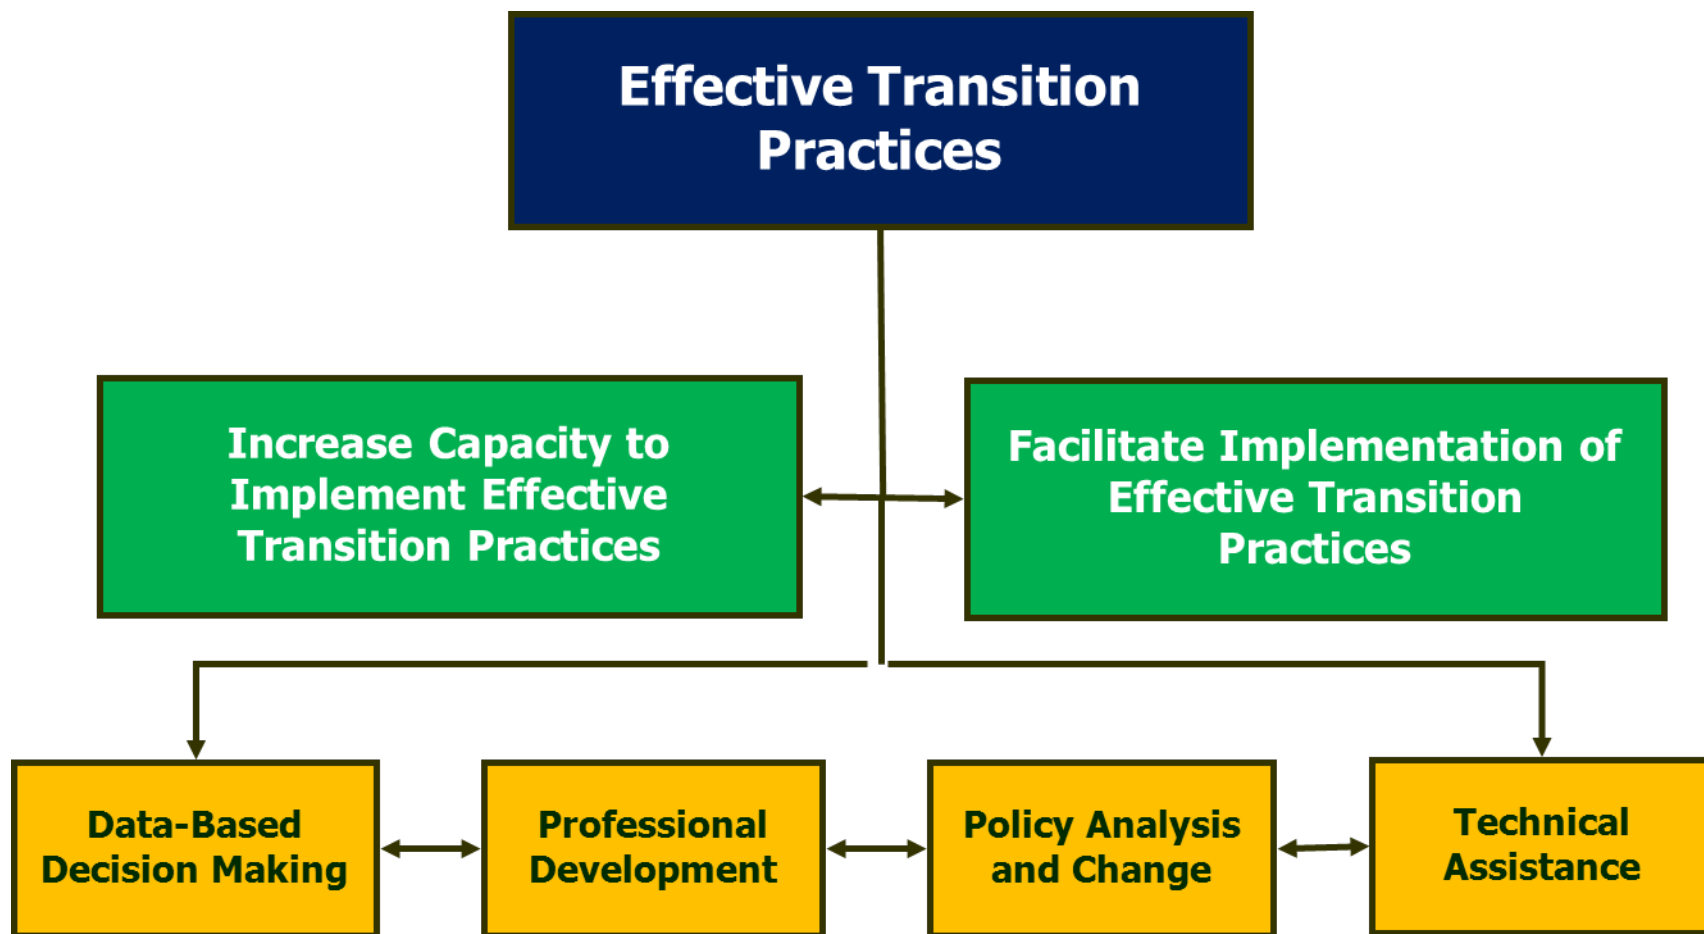 Effective Transition
Practices
Increase Capacity to
Implement Effective
Transition Practices
Facilitate Implementation of
Effective Transition
Practices
Data-Based
Decision Making
Professional
Development
Policy Analysis
and Change
Technical
Assistance